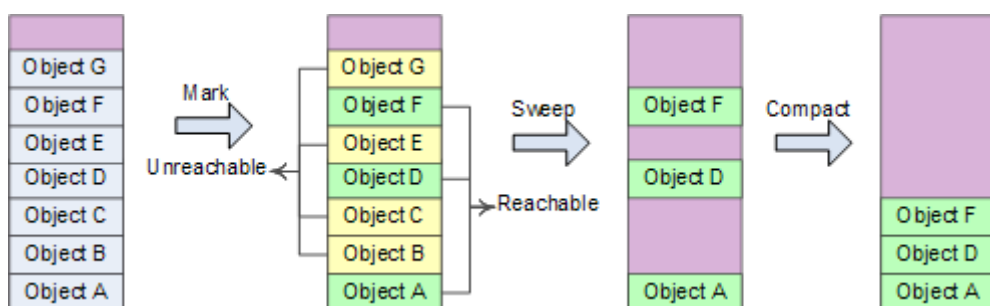 Object G
Object F
Object E
Object D
Object C
Object B
Object A
Mark
Unreachable
Object G
Object F
Object E
Object D
Object C
Object B
Object A
Reachable
Sweep
Object F
Object D
Object A
Compact
Object F
Object D
Object A